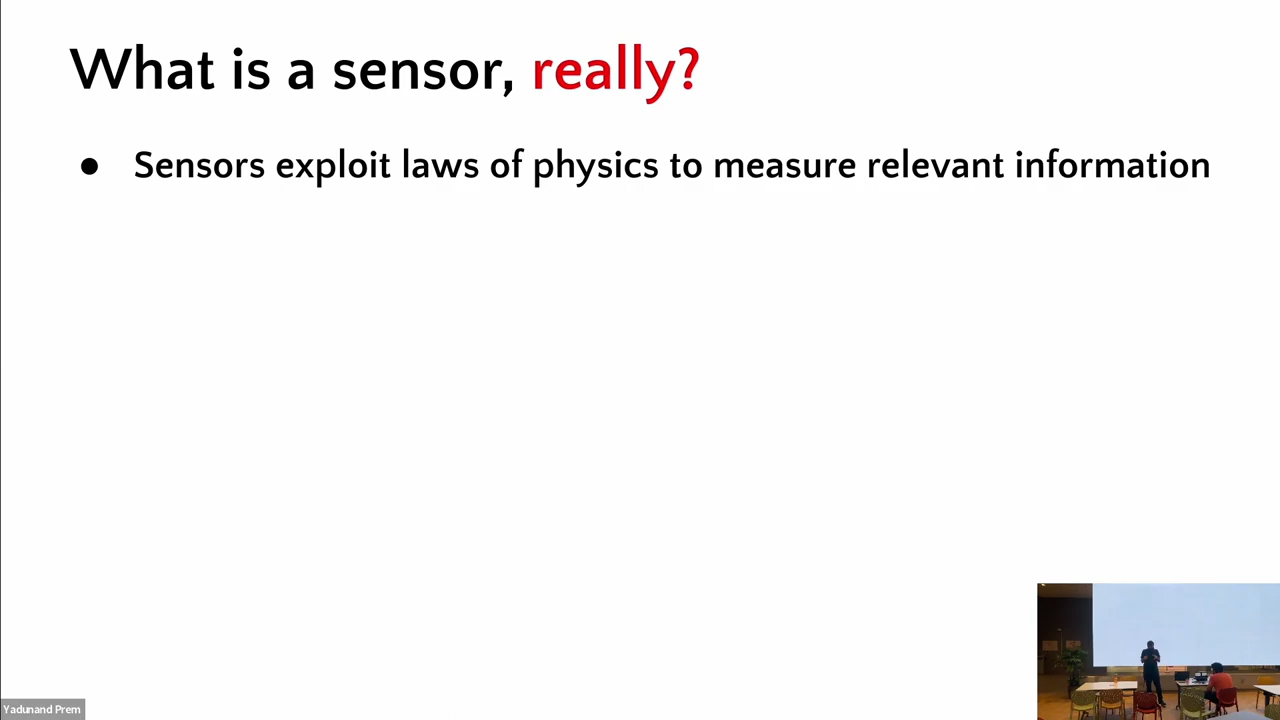 What is a sensor, really?
● Sensors exploit laws of physics to measure relevant information
Yadunand Prem